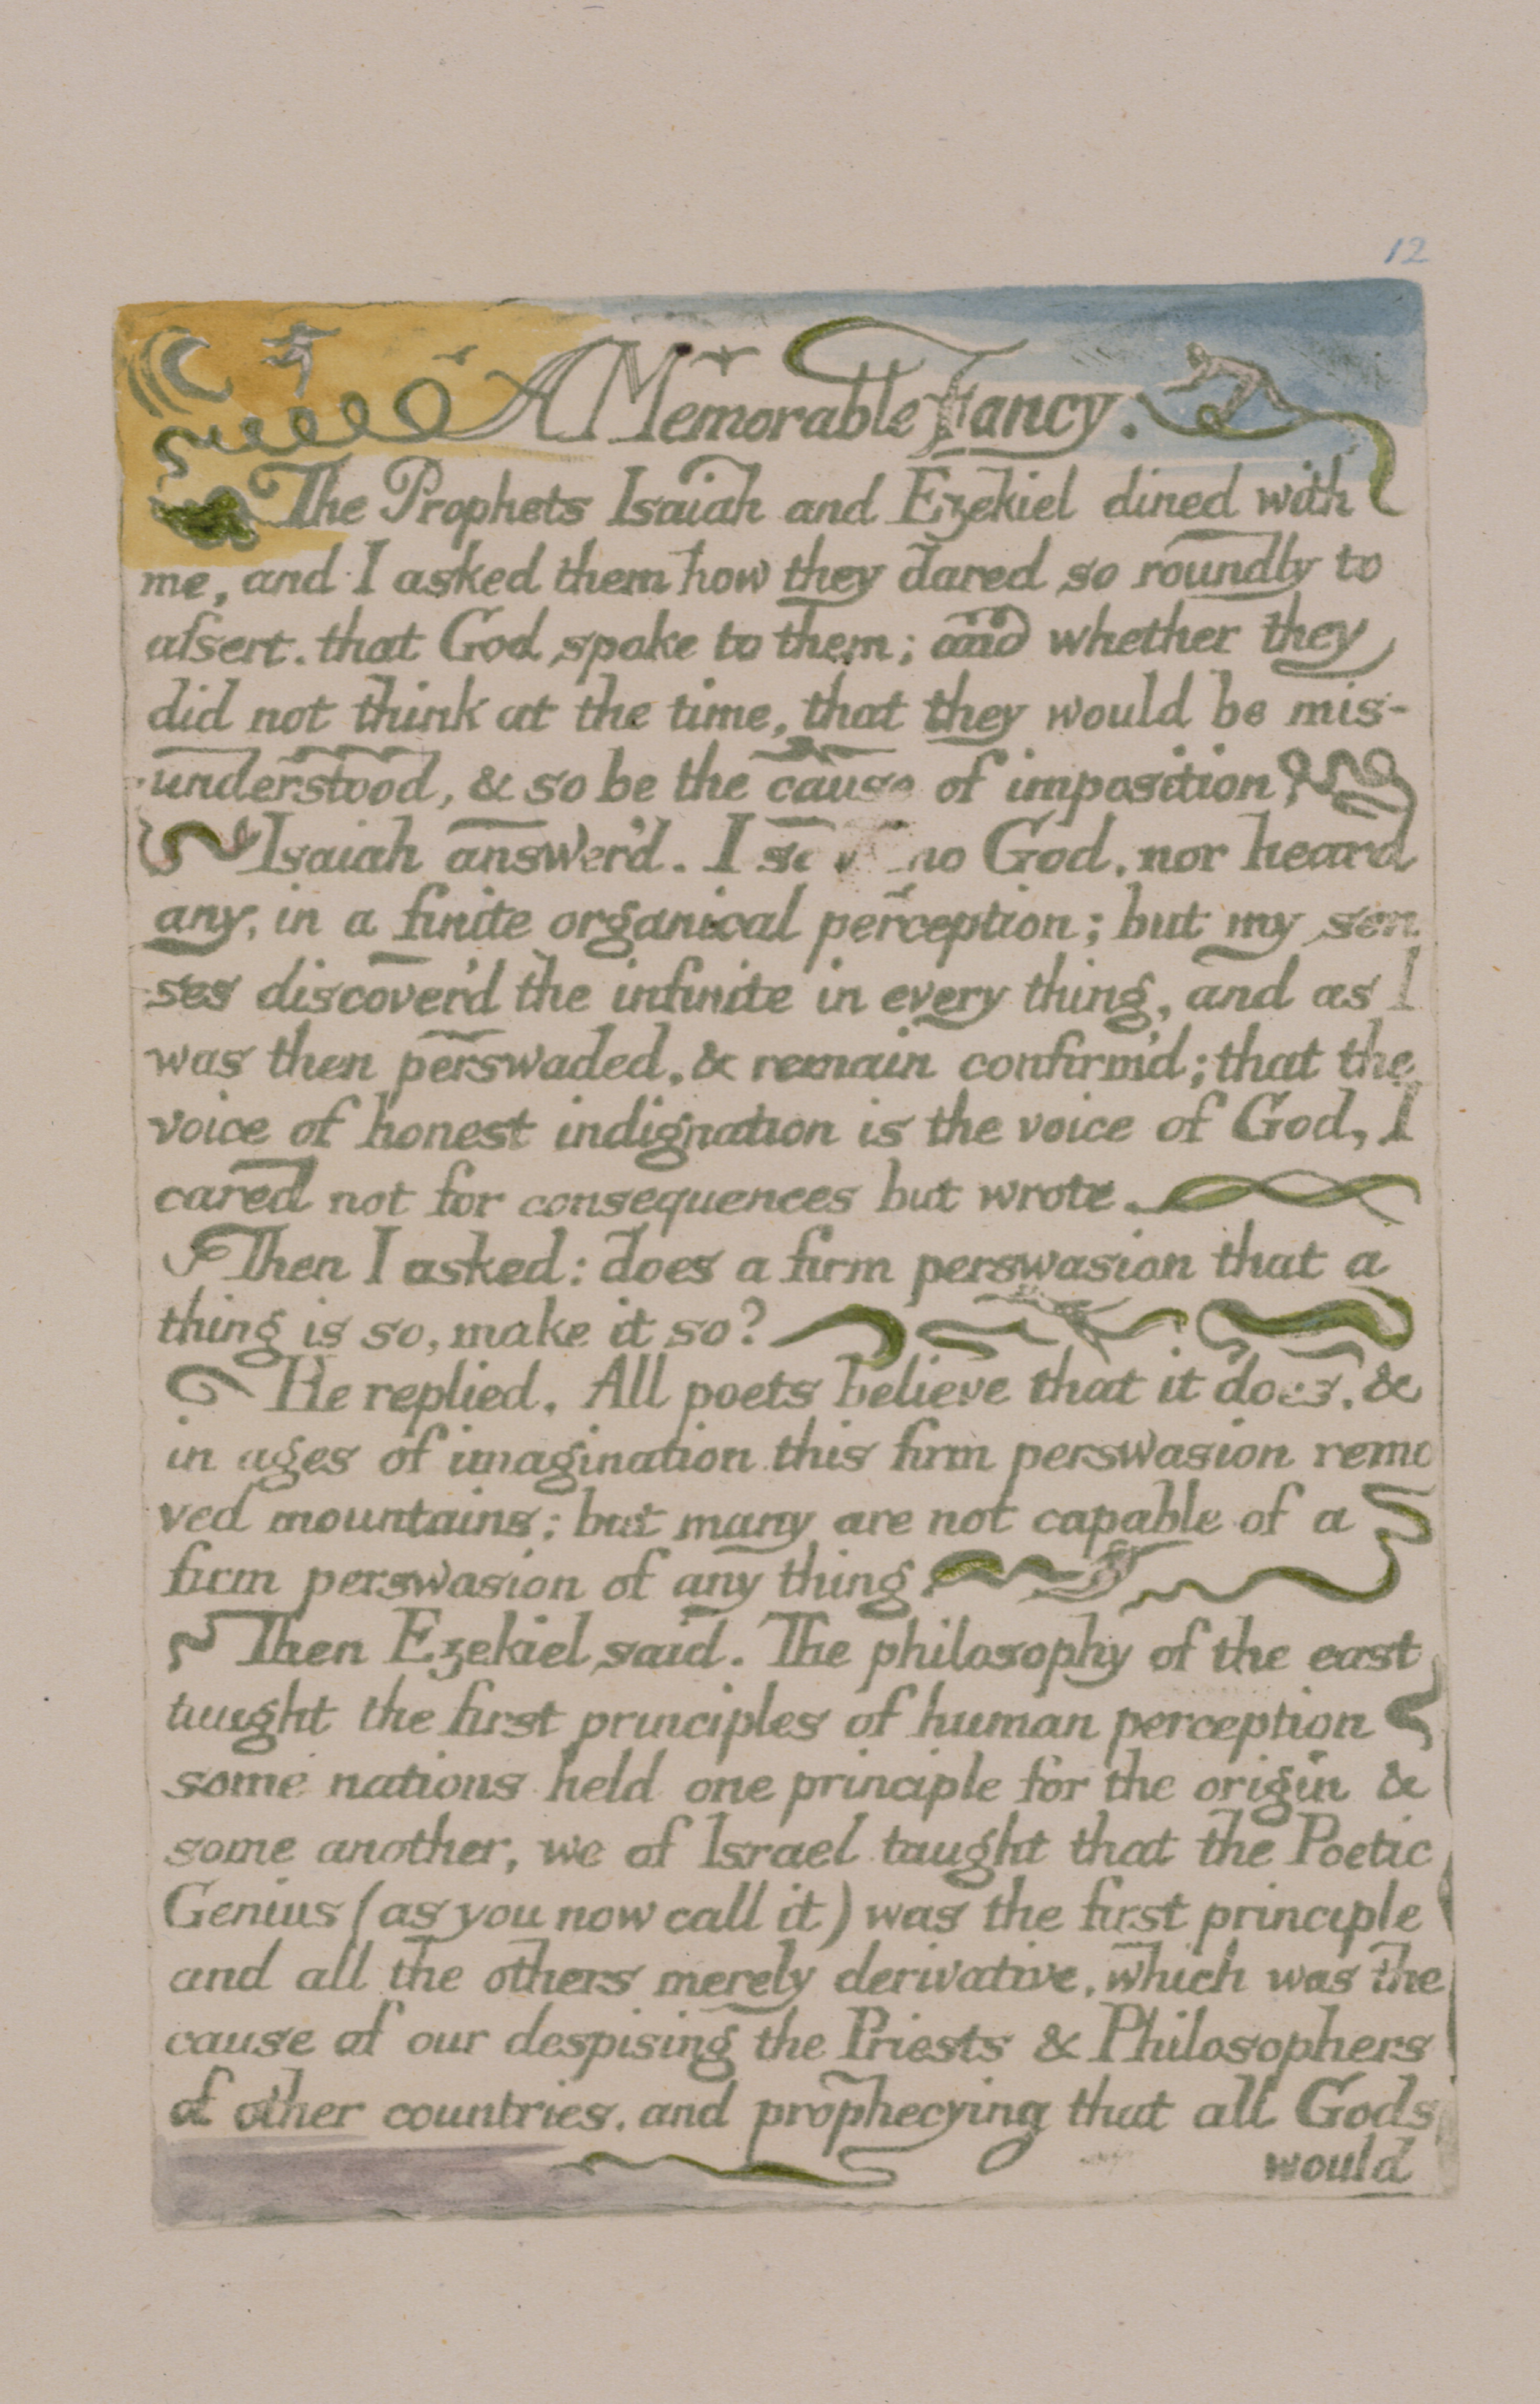 12
A Memorable Fancy.
The Prophets Isaiah and Ezekiel dined with
me, and I asked them how they dared so roundly to
aſsert. that God spake to them; and whether they
did not think at the time, that they would be mis-
understood, & so be the cause of imposition?
Isaiah answer'd. I saw no God, nor heard
any, in a finite organical perception; but my sen
ses discover'd the infinite in every thing, and as I
was then perswaded, & remain confirm'd; that the
voice of honest indignation is the voice of God, I
cared not for consequences but wrote.
Then I asked: does a firm perswasion that a
thing is so, make it so?
He replied. All poets believe that it does, &
in ages of imagination this firm perswasion remo
ved mountains; but many are not capable of a
firm perswasion of any thing.
Then Ezekiel said. The philosophy of the east
taught the first principles of human perception
some nations held one principle for the origin &
some another, we of Israel taught that the Poetic
Genius (as you now call it) was the first principle
and all the others merely derivative, which was the
cause of our despising the Priests & Philosophers
of other countries, and prophecying that all Gods
would